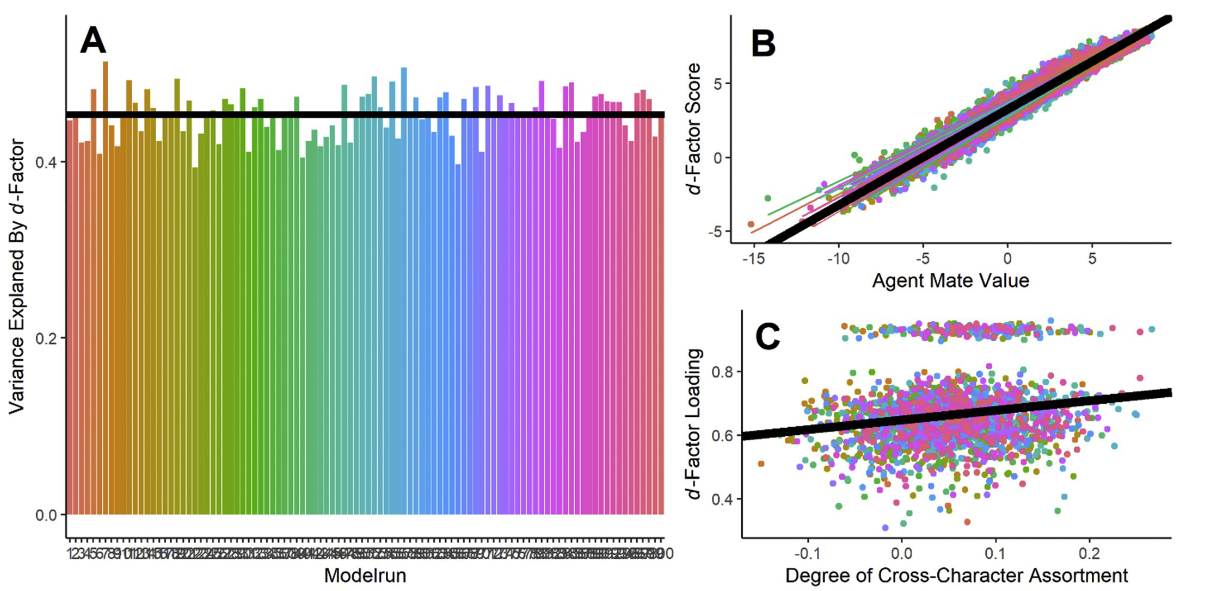 A
Variance Explaned By d-Factor
0.4
0.2
0.0
Modelrun
B
d-Factor Score
5
0
-5
-15 -10 -5 0 5
Agent Mate Value
C
d-Factor Loading
0.8
0.6
0.4
-0.1 0.0 0.1 0.2
Degree of Cross-Character Assortment